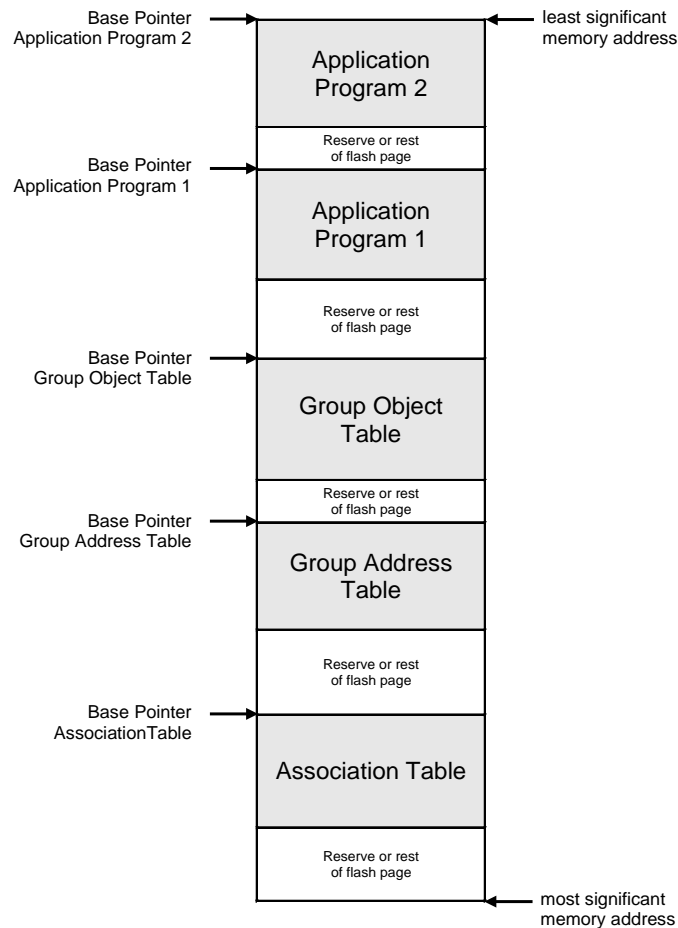 Base Pointer
Application Program 2
least significant
memory address
Application
Program 2
Reserve or rest
of flash page
Base Pointer
Application Program 1
Application
Program 1
Reserve or rest
of flash page
Base Pointer
Group Object Table
Group Object
Table
Reserve or rest
of flash page
Base Pointer
Group Address Table
Group Address
Table
Reserve or rest
of flash page
Base Pointer
AssociationTable
Association Table
Reserve or rest
of flash page
most significant
memory address